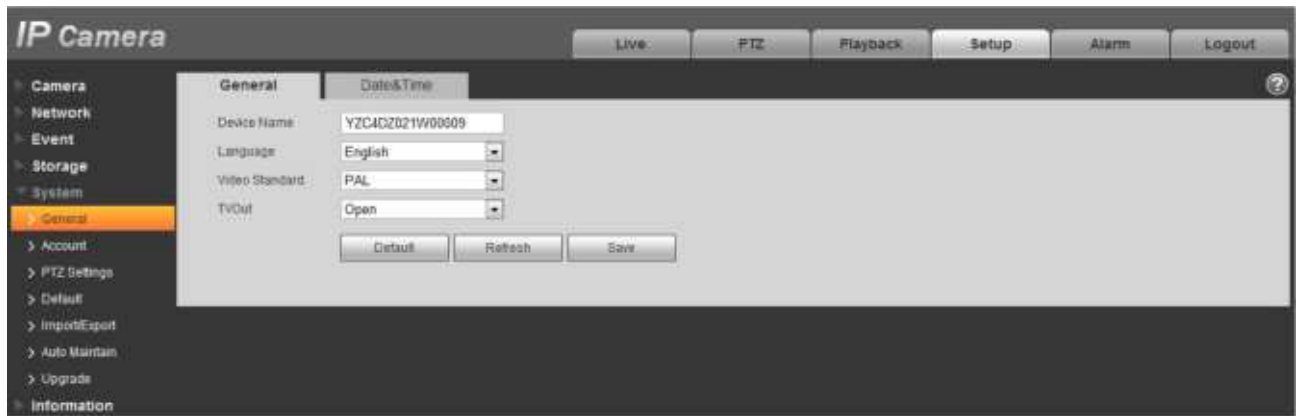 IP Camera
Live PTZ Playback Setup Alarm Logout
Camera
Network
Event
Storage
System
General
Account
PTZ Settings
Default
Import/Export
Auto Maintain
Upgrade
Information
General Date&Time
?
Device Name YZC4DZ021W00809
Language English
Video Standard PAL
TVOut Open
Default Refresh Save